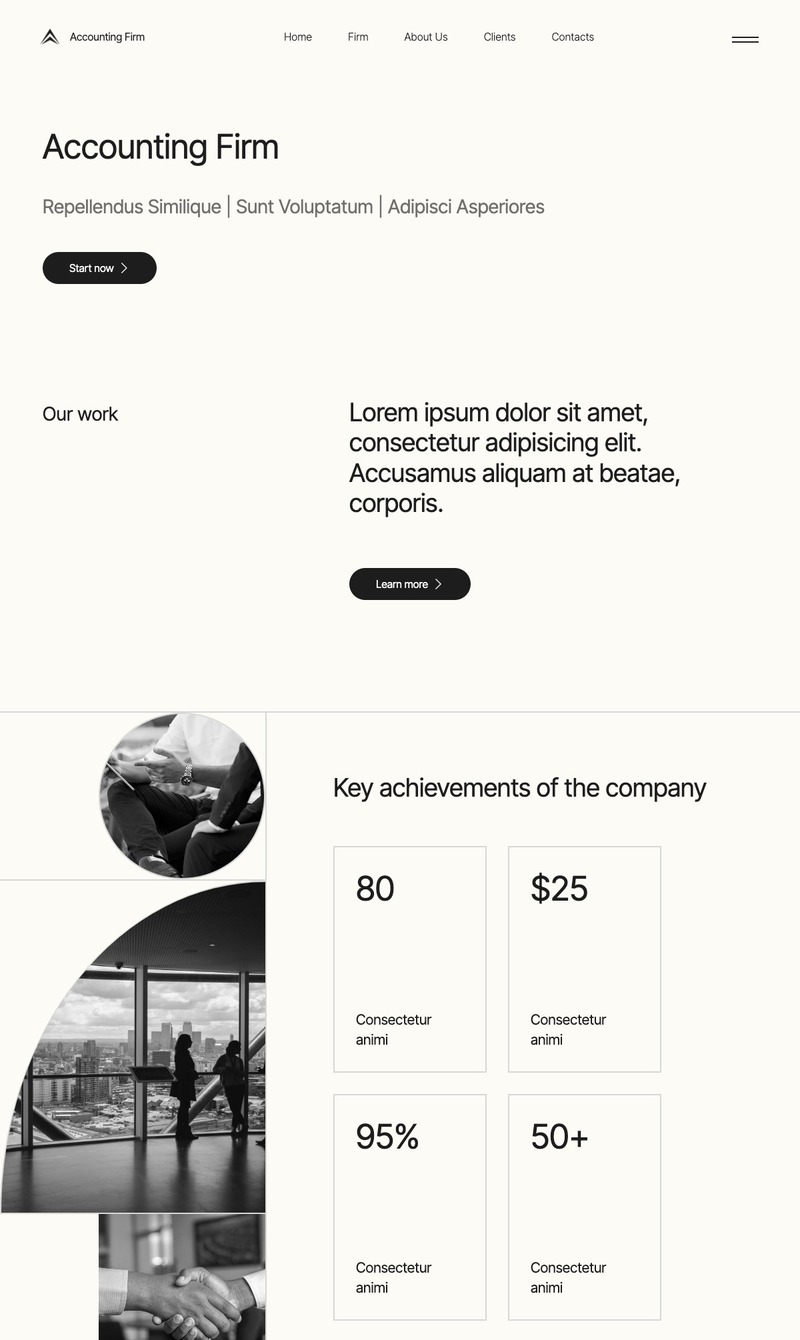 Accounting Firm
Home Firm About Us Clients Contacts
Accounting Firm
Repellendus Similique | Sunt Voluptatum | Adipisci Asperiores
Start now
Our work
Lorem ipsum dolor sit amet,
consectetur adipisicing elit.
Accusamus aliquam at beatae,
corporis.
Learn more
Key achievements of the company
80
Consectetur
animi
$25
Consectetur
animi
95%
Consectetur
animi
50+
Consectetur
animi